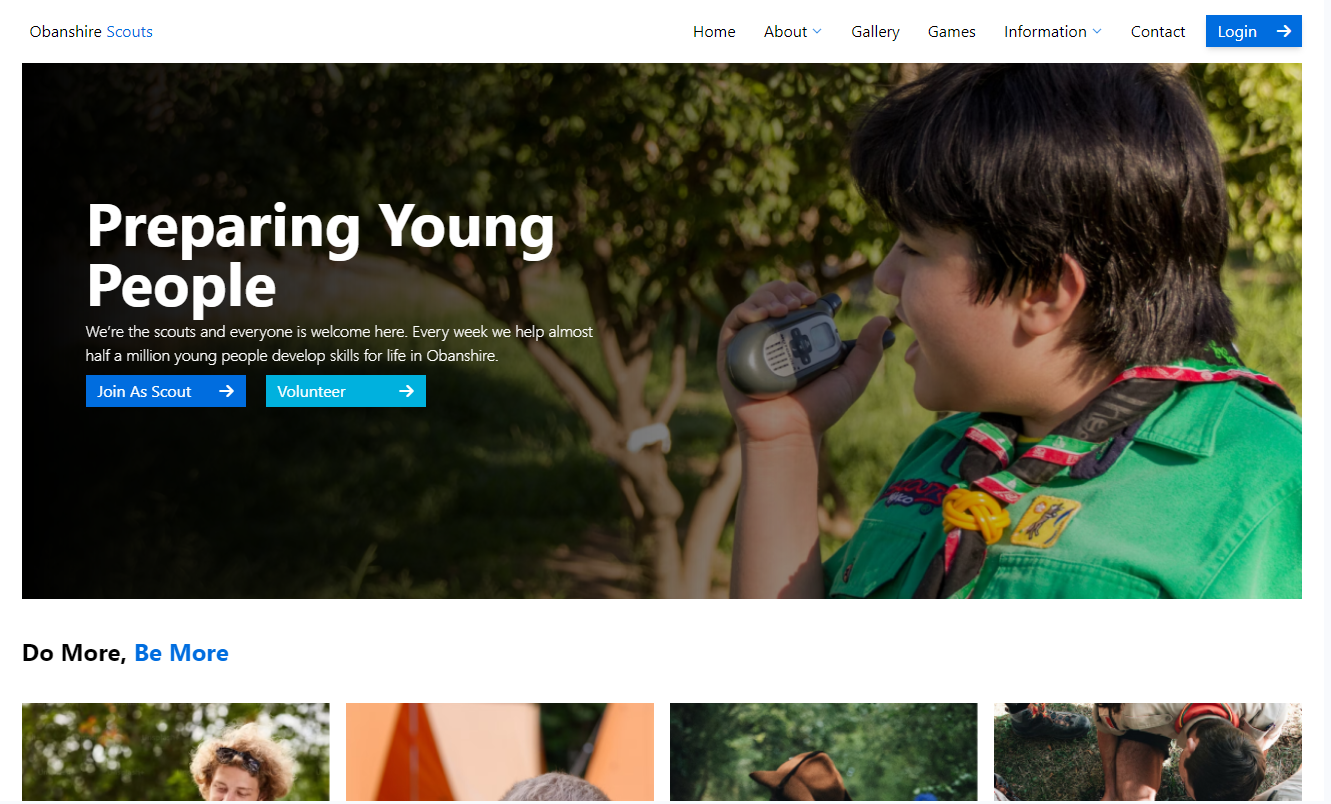 Obanshire Scouts
Home About Gallery Games Information Contact Login
Preparing Young
People
We’re the scouts and everyone is welcome here. Every week we help almost
half a million young people develop skills for life in Obanshire.
Join As Scout Volunteer
Do More, Be More